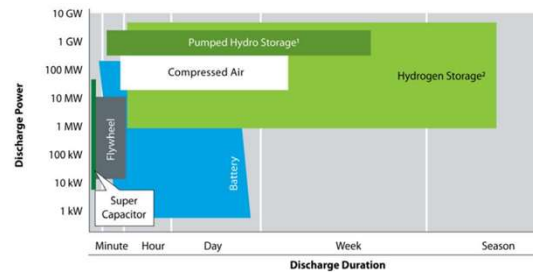 10 GW
1 GW
100 MW
10 MW
1 MW
100 kW
10 kW
1 kW
Discharge Power
Pumped Hydro Storage¹
Compressed Air
Hydrogen Storage²
Flywheel
Battery
Super
Capacitor
Minute Hour Day Week Season
Discharge Duration